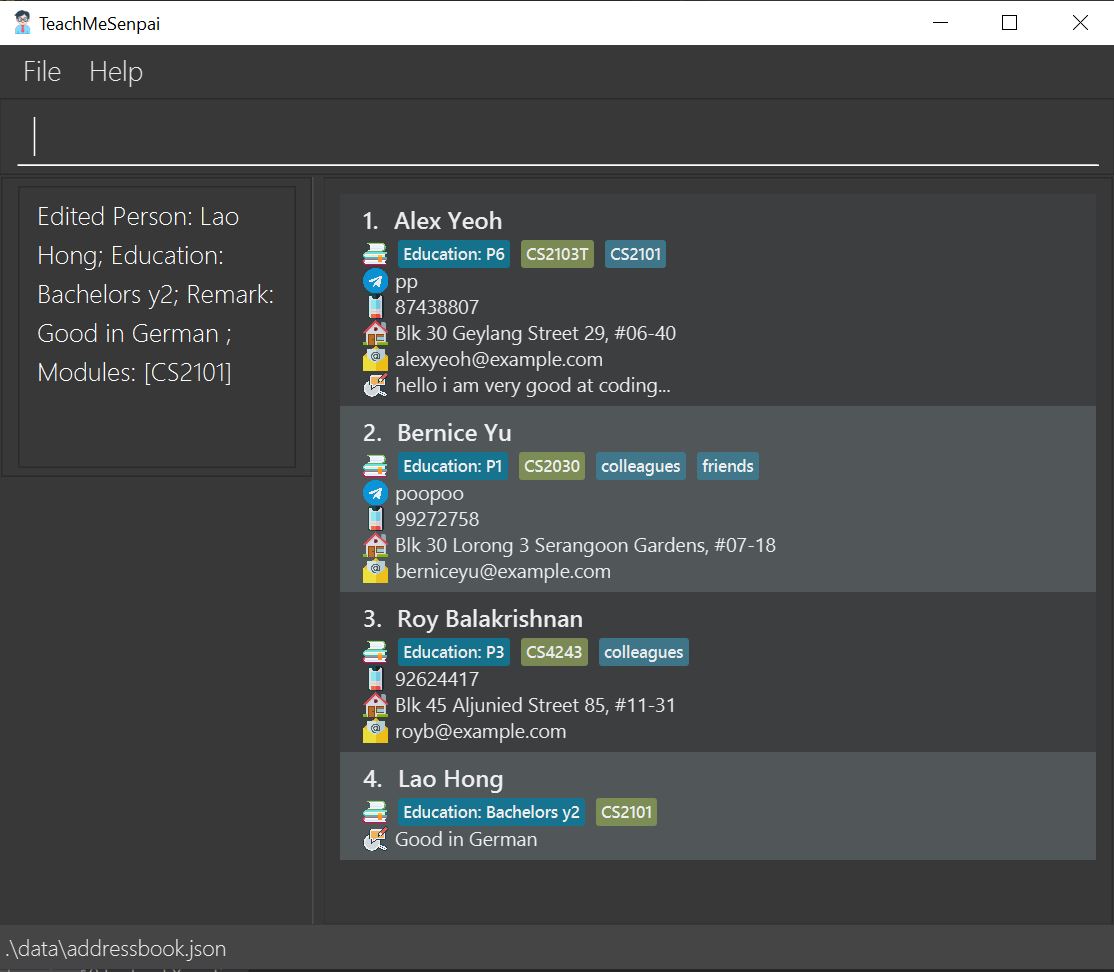 TeachMeSenpai
File Help
Edited Person: Lao
Hong; Education:
Bachelors y2; Remark:
Good in German ;
Modules: [CS2101]
1. Alex Yeoh
Education: P6 CS2103T CS2101
pp
87438807
Blk 30 Geylang Street 29, #06-40
alexyeoh@example.com
hello i am very good at coding...
2. Bernice Yu
Education: P1 CS2030 colleagues friends
poopoo
99272758
Blk 30 Lorong 3 Serangoon Gardens, #07-18
berniceyu@example.com
3. Roy Balakrishnan
Education: P3 CS4243 colleagues
92624417
Blk 45 Aljunied Street 85, #11-31
royb@example.com
4. Lao Hong
Education: Bachelors y2 CS2101
Good in German
.\data\addressbook.json